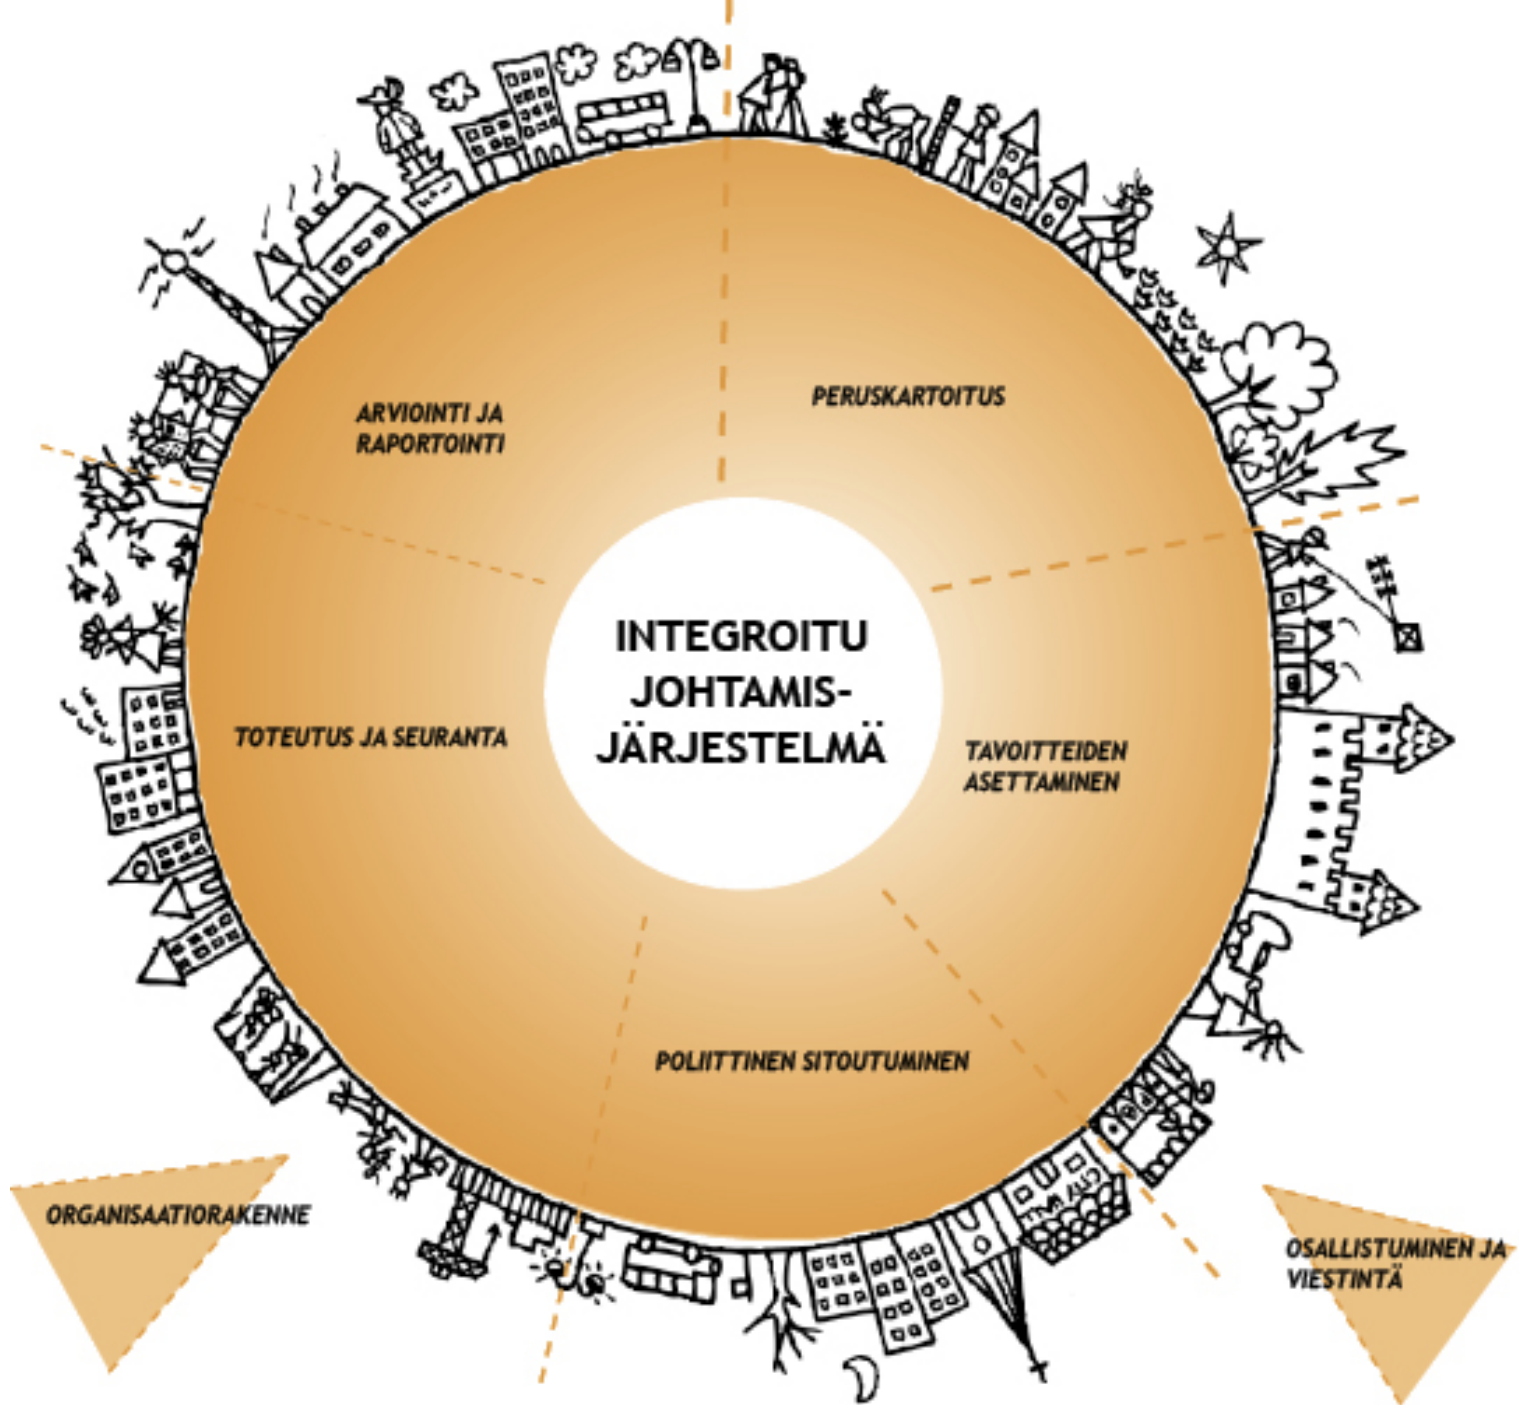 ARVIOINTI JA
RAPORTOINTI
PERUSKARTOITUS
INTEGROITU
JOHTAMIS-
JÄRJESTELMÄ
TOTEUTUS JA SEURANTA
TAVOITTEIDEN
ASETTAMINEN
POLIITTINEN SITOUTUMINEN
ORGANISAATIORAKENNE
OSALLISTUMINEN JA
VIESTINTÄ